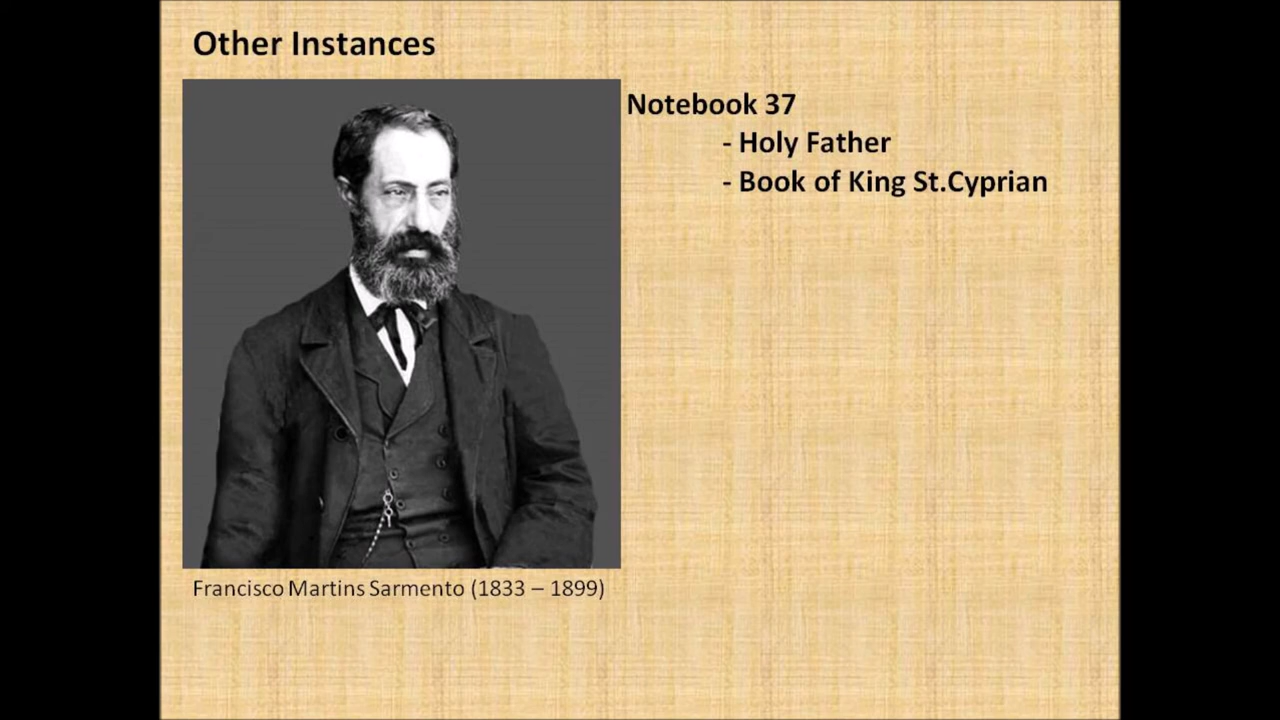 Other Instances
Notebook 37
- Holy Father
- Book of King St.Cyprian
Francisco Martins Sarmento (1833 – 1899)